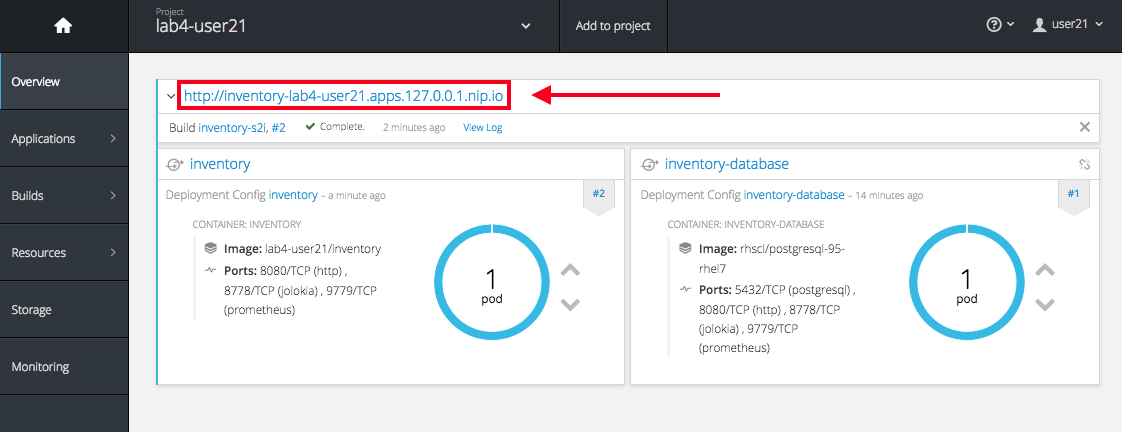 Project
lab4-user21
Add to project
user21
Overview
Applications
Builds
Resources
Storage
Monitoring
http://inventory-lab4-user21.apps.127.0.0.1.nip.io
Build inventory-s2i, #2 Complete. 2 minutes ago View Log
inventory
Deployment Config inventory – a minute ago
#2
CONTAINER: INVENTORY
Image: lab4-user21/inventory
Ports: 8080/TCP (http) ,
8778/TCP (jolokia) , 9779/TCP
(prometheus)
1
pod
inventory-database
Deployment Config inventory-database – 14 minutes ago
#1
CONTAINER: INVENTORY-DATABASE
Image: rhscl/postgresql-95-
rhel7
Ports: 5432/TCP (postgresql) ,
8080/TCP (http) , 8778/TCP
(jolokia) , 9779/TCP
(prometheus)
1
pod